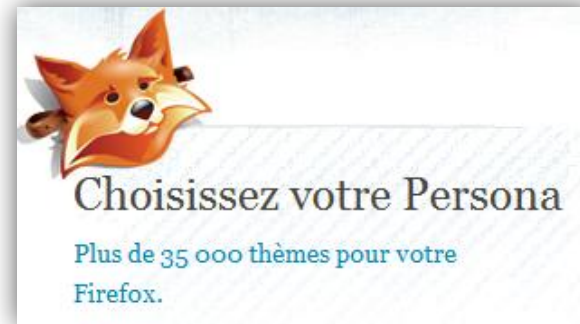 Choisissez votre Persona
Plus de 35 000 thèmes pour votre
Firefox.